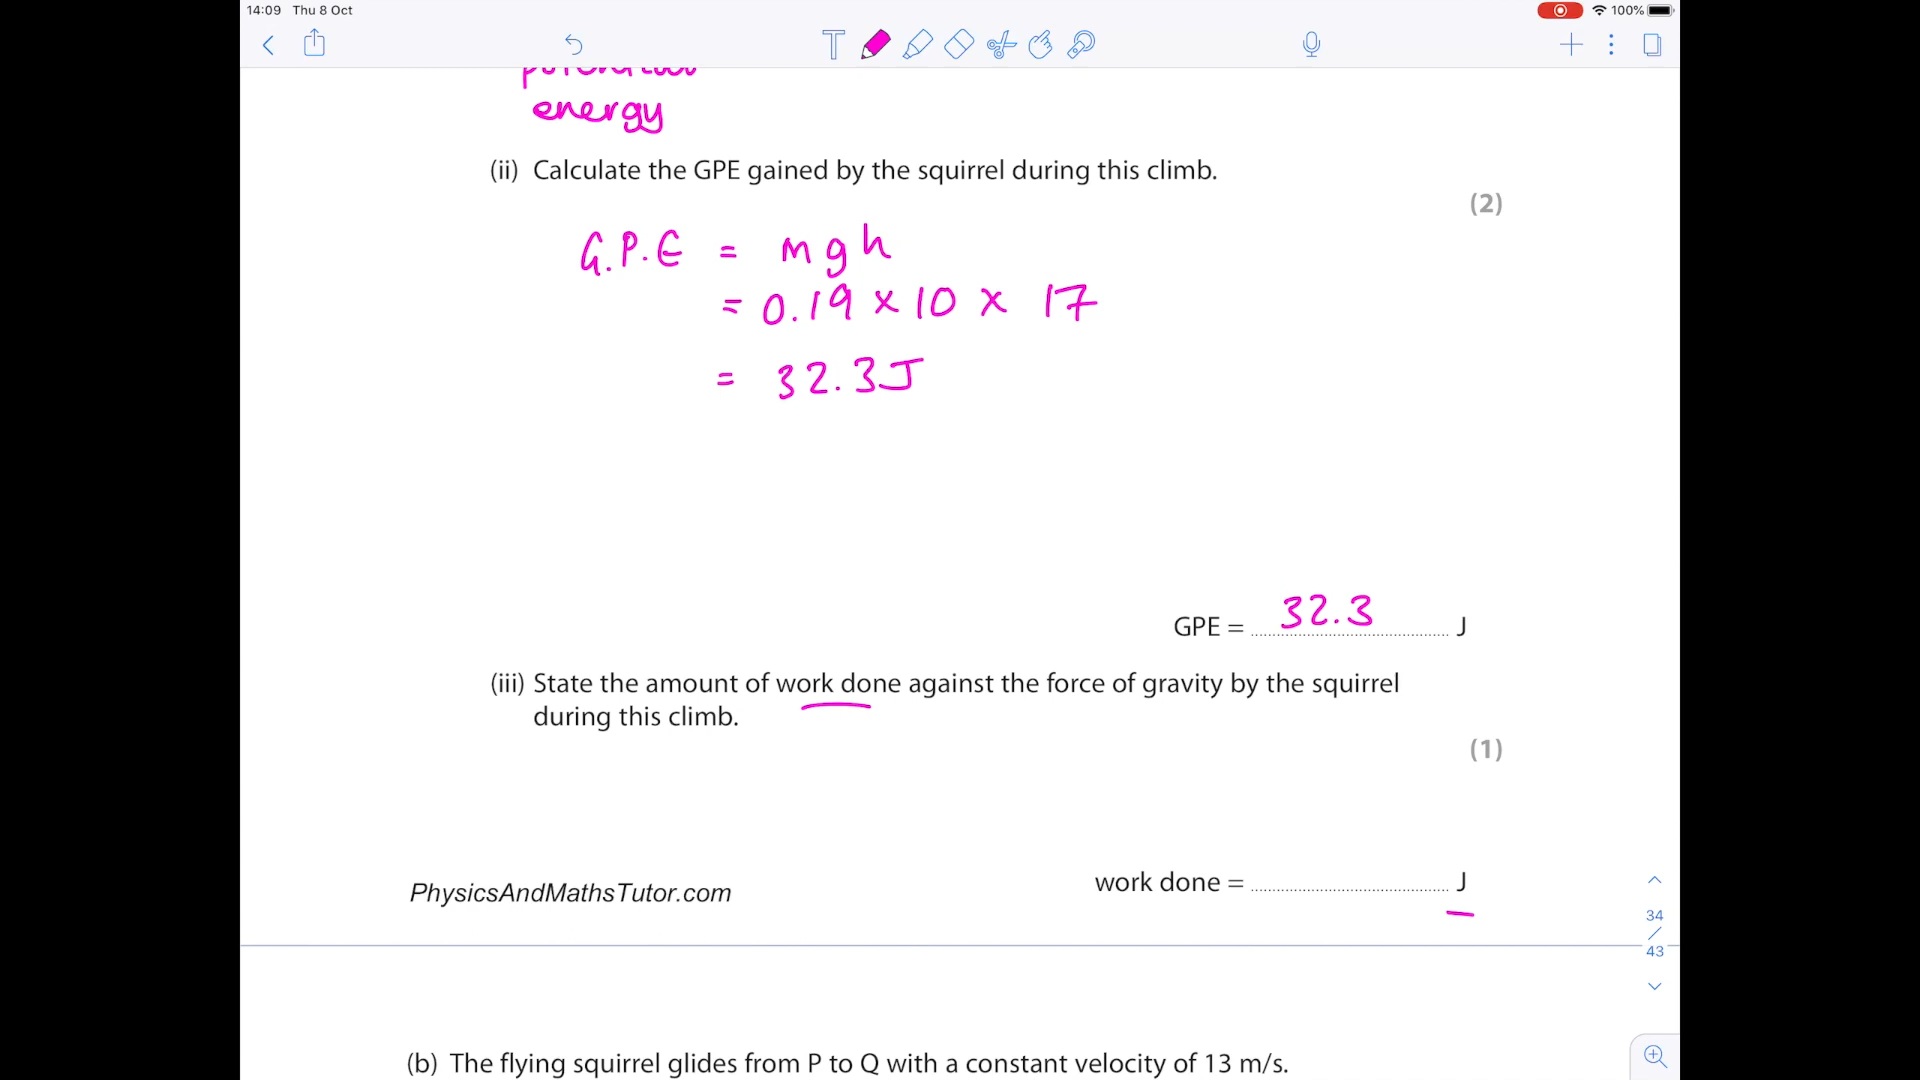 14:09 Thu 8 Oct
100%
T
potential
energy
(ii) Calculate the GPE gained by the squirrel during this climb.
(2)
G.P.E = mgh
= 0.19 × 10 × 17
= 32.3J
GPE = 32.3 J
(iii) State the amount of work done against the force of gravity by the squirrel
during this climb.
(1)
work done = J
PhysicsAndMathsTutor.com
34
/
43
(b) The flying squirrel glides from P to Q with a constant velocity of 13 m/s.